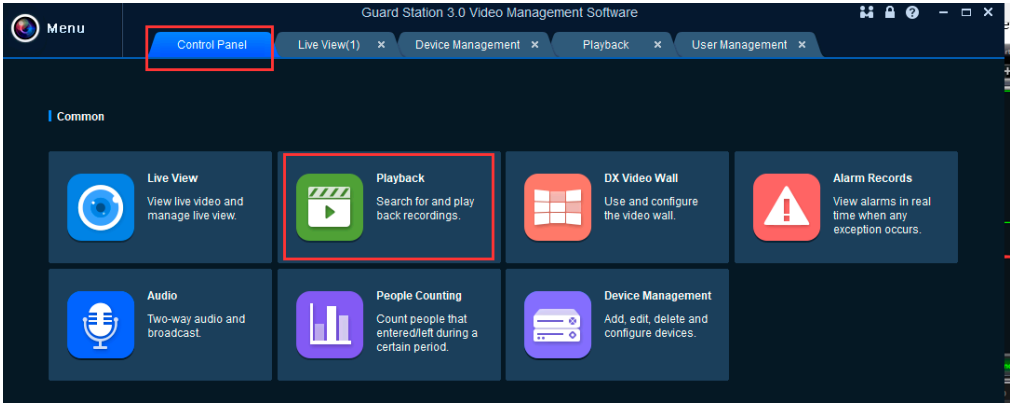 Guard Station 3.0 Video Management Software
Menu
Control Panel
Live View(1)
Device Management
Playback
User Management
Common
Live View
View live video and
manage live view.
Playback
Search for and play
back recordings.
DX Video Wall
Use and configure
the video wall.
Alarm Records
View alarms in real
time when any
exception occurs.
Audio
Two-way audio and
broadcast.
People Counting
Count people that
entered/left during a
certain period.
Device Management
Add, edit, delete and
configure devices.